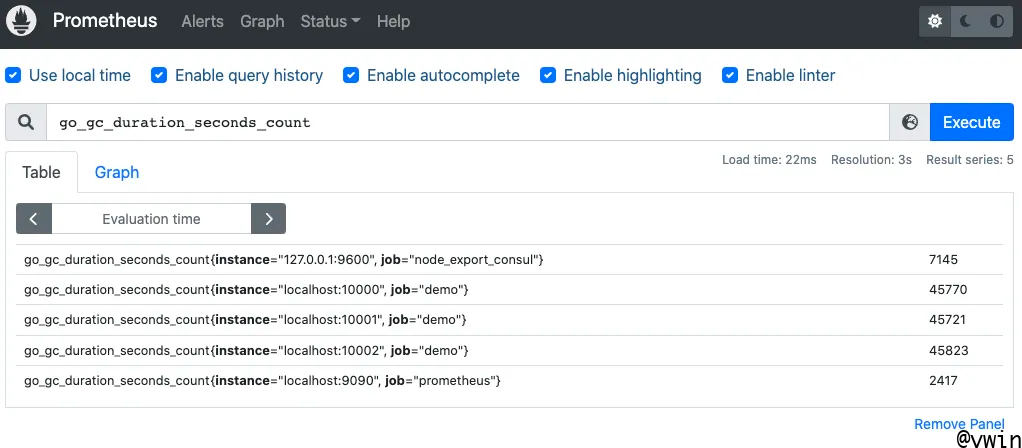 Prometheus Alerts Graph Status Help
Use local time Enable query history Enable autocomplete Enable highlighting Enable linter
go_gc_duration_seconds_count Execute
Load time: 22ms Resolution: 3s Result series: 5
Table Graph
Evaluation time
go_gc_duration_seconds_count{instance="127.0.0.1:9600", job="node_export_consul"} 7145
go_gc_duration_seconds_count{instance="localhost:10000", job="demo"} 45770
go_gc_duration_seconds_count{instance="localhost:10001", job="demo"} 45721
go_gc_duration_seconds_count{instance="localhost:10002", job="demo"} 45823
go_gc_duration_seconds_count{instance="localhost:9090", job="prometheus"} 2417
Remove Panel